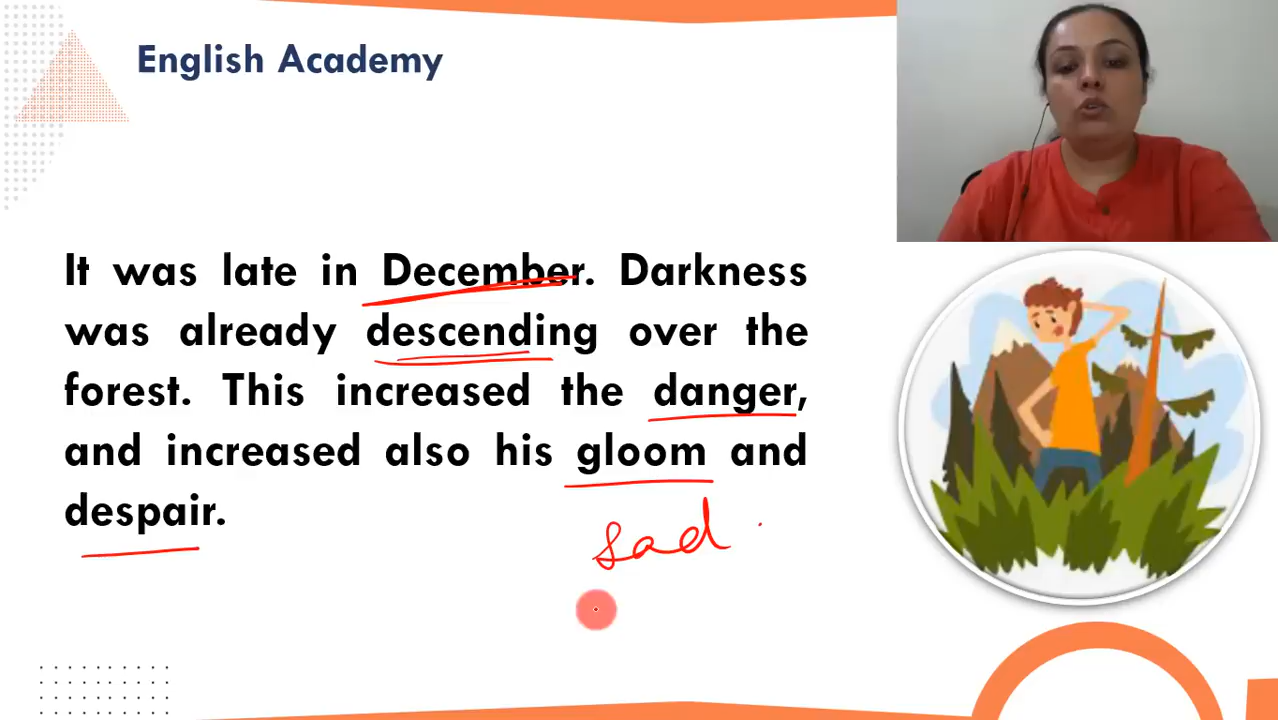 English Academy
It was late in December. Darkness
was already descending over the
forest. This increased the danger,
and increased also his gloom and
despair.
sad